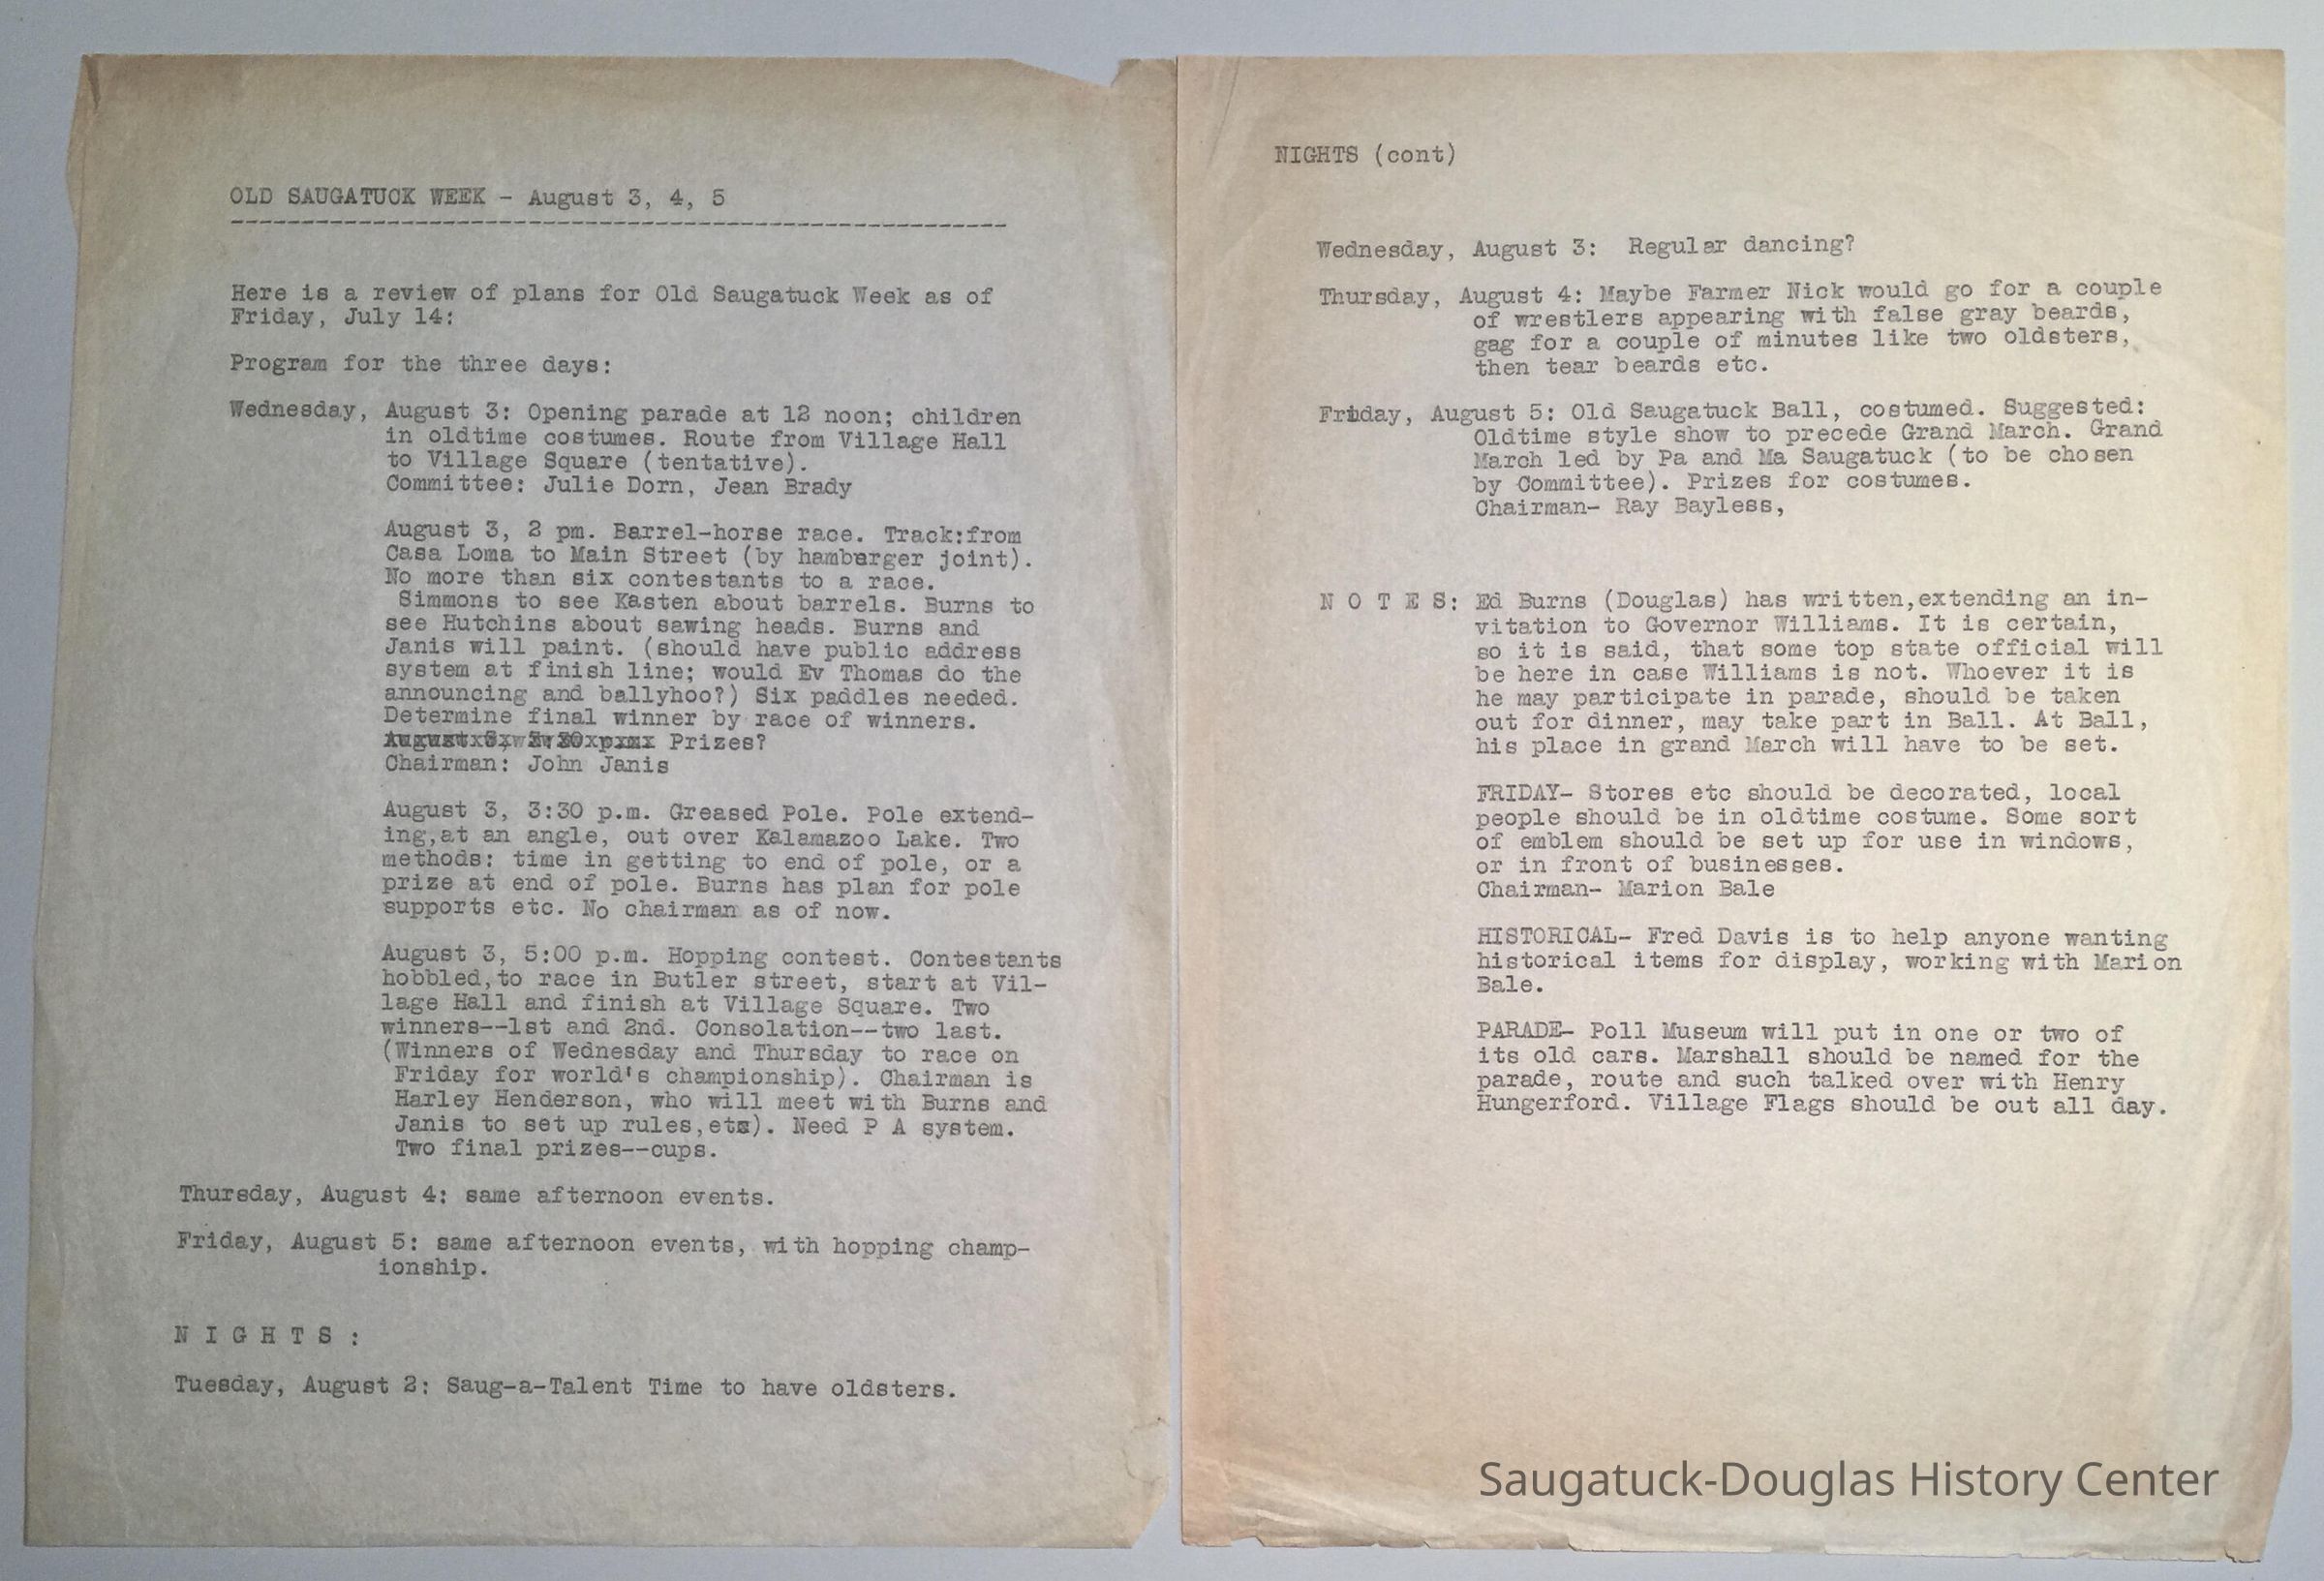 OLD SAUGATUCK WEEK - August 3, 4, 5
Here is a review of plans for Old Saugatuck Week as of
Friday, July 14:
Program for the three days:
Wednesday, August 3: Opening parade at 12 noon; children
in oldtime costumes. Route from Village Hall
to Village Square (tentative).
Committee: Julie Dorn, Jean Brady
August 3, 2 pm. Barrel-horse race. Track:from
Casa Loma to Main Street (by hamburger joint).
No more than six contestants to a race.
Simmons to see Kasten about barrels. Burns to
see Hutchins about sawing heads. Burns and
Janis will paint. (should have public address
system at finish line; would Ev Thomas do the
announcing and ballyhoo?) Six paddles needed.
Determine final winner by race of winners.
Prizes?
Chairman: John Janis
August 3, 3:30 p.m. Greased Pole. Pole extend-
ing,at an angle, out over Kalamazoo Lake. Two
methods: time in getting to end of pole, or a
prize at end of pole. Burns has plan for pole
supports etc. No chairman as of now.
August 3, 5:00 p.m. Hopping contest. Contestants
hobbled,to race in Butler street, start at Vil-
lage Hall and finish at Village Square. Two
winners--1st and 2nd. Consolation--two last.
(Winners of Wednesday and Thursday to race on
Friday for world's championship). Chairman is
Harley Henderson, who will meet with Burns and
Janis to set up rules,etc). Need P A system.
Two final prizes--cups.
Thursday, August 4: same afternoon events.
Friday, August 5: same afternoon events, with hopping champ-
ionship.
N I G H T S :
Tuesday, August 2: Saug-a-Talent Time to have oldsters.
NIGHTS (cont)
Wednesday, August 3: Regular dancing?
Thursday, August 4: Maybe Farmer Nick would go for a couple
of wrestlers appearing with false gray beards,
gag for a couple of minutes like two oldsters,
then tear beards etc.
Friday, August 5: Old Saugatuck Ball, costumed. Suggested:
Oldtime style show to precede Grand March. Grand
March led by Pa and Ma Saugatuck (to be chosen
by Committee). Prizes for costumes.
Chairman- Ray Bayless,
N O T E S: Ed Burns (Douglas) has written,extending an in-
vitation to Governor Williams. It is certain,
so it is said, that some top state official will
be here in case Williams is not. Whoever it is
he may participate in parade, should be taken
out for dinner, may take part in Ball. At Ball,
his place in grand March will have to be set.
FRIDAY- Stores etc should be decorated, local
people should be in oldtime costume. Some sort
of emblem should be set up for use in windows,
or in front of businesses.
Chairman- Marion Bale
HISTORICAL- Fred Davis is to help anyone wanting
historical items for display, working with Marion
Bale.
PARADE- Poll Museum will put in one or two of
its old cars. Marshall should be named for the
parade, route and such talked over with Henry
Hungerford. Village Flags should be out all day.
Saugatuck-Douglas History Center